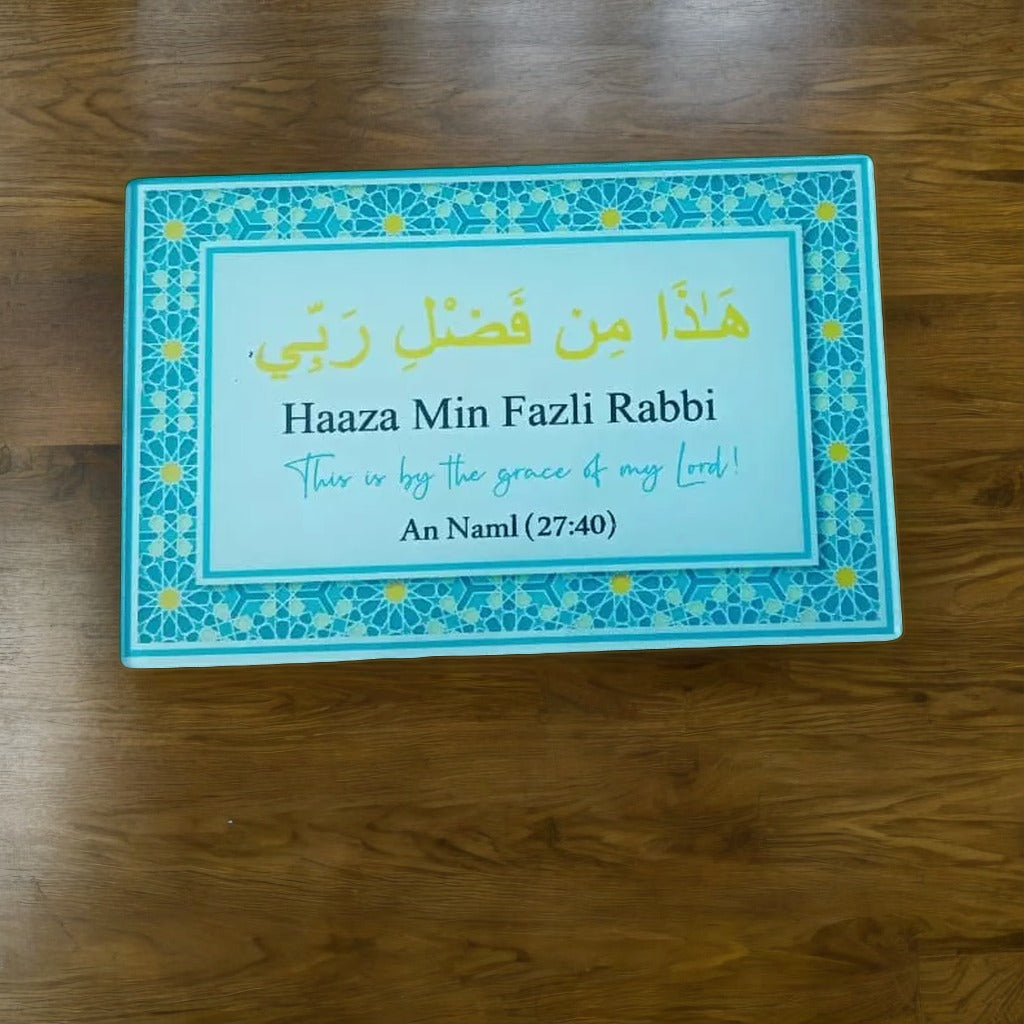 هَـٰذَا مِن فَضْلِ رَبِّي
Haaza Min Fazli Rabbi
This is by the grace of my Lord!
An Naml (27:40)